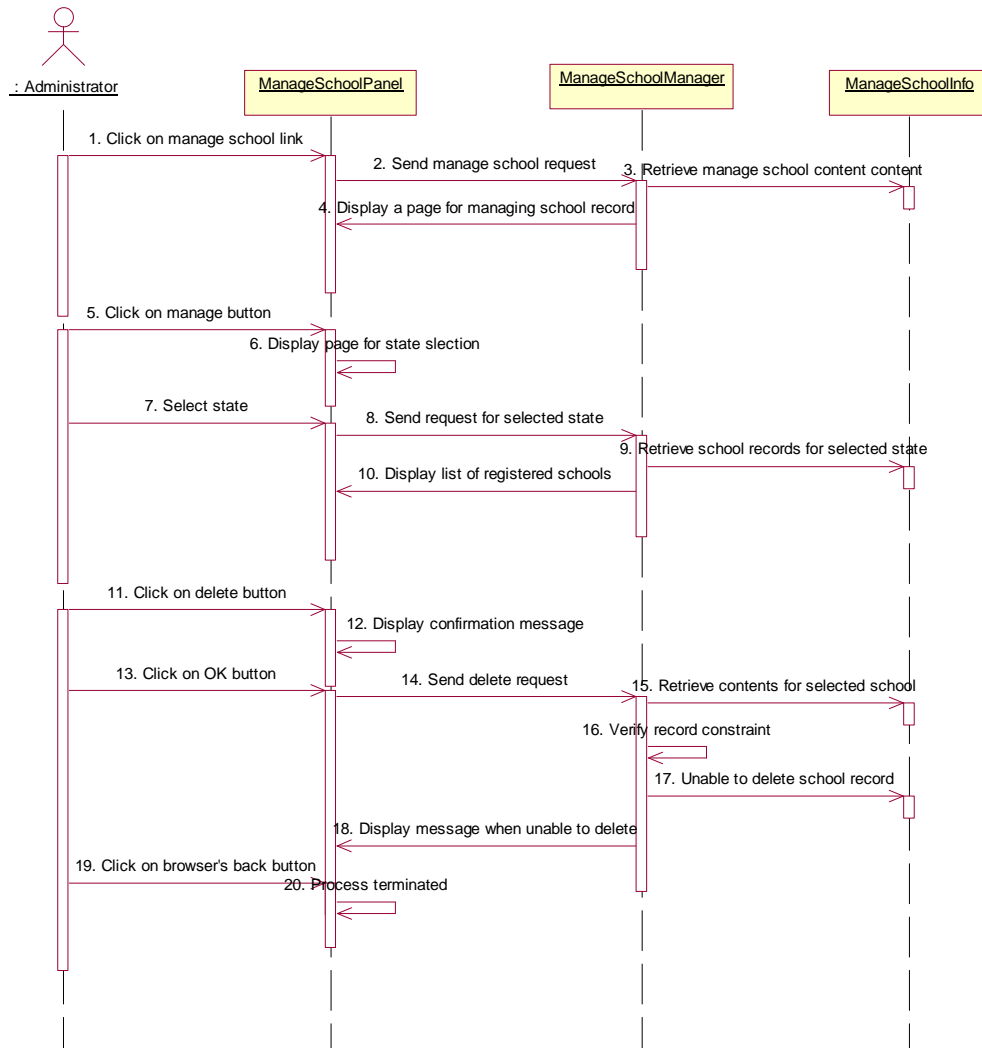 : Administrator
ManageSchoolPanel
ManageSchoolManager
ManageSchoolInfo
1. Click on manage school link
2. Send manage school request
3. Retrieve manage school content content
4. Display a page for managing school record
5. Click on manage button
6. Display page for state slection
7. Select state
8. Send request for selected state
9. Retrieve school records for selected state
10. Display list of registered schools
11. Click on delete button
12. Display confirmation message
13. Click on OK button
14. Send delete request
15. Retrieve contents for selected school
16. Verify record constraint
17. Unable to delete school record
18. Display message when unable to delete
19. Click on browser's back button
20. Process terminated